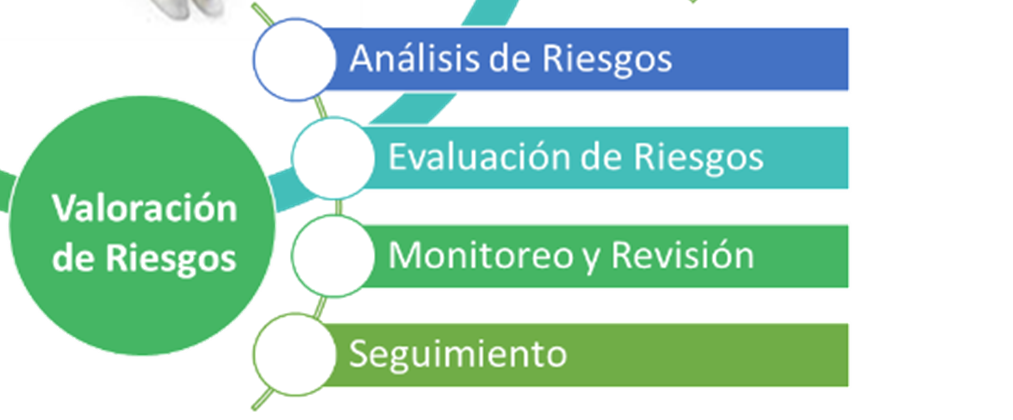 Análisis de Riesgos
Evaluación de Riesgos
Valoración
de Riesgos
Monitoreo y Revisión
Seguimiento